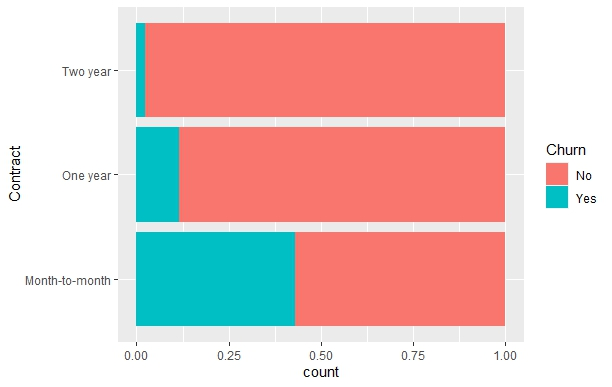 Two year
One year
Month-to-month
Contract
0.00 0.25 0.50 0.75 1.00
count
Churn
No
Yes